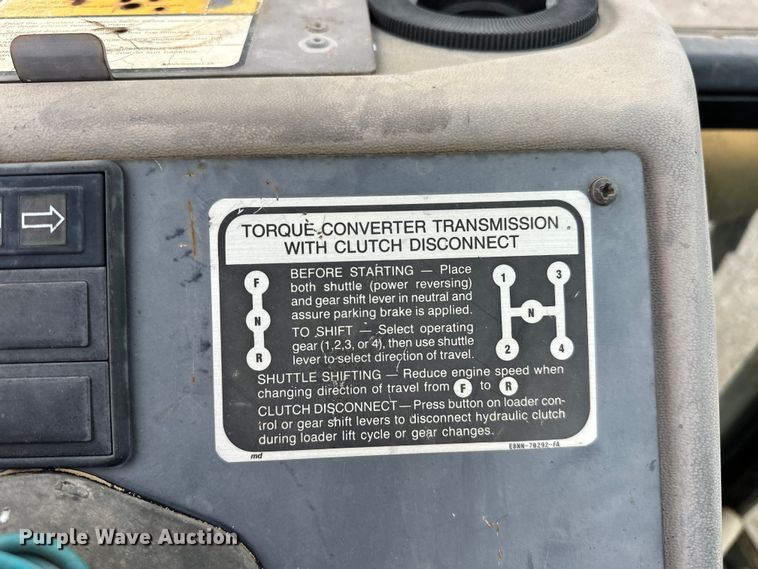 TORQUE CONVERTER TRANSMISSION
WITH CLUTCH DISCONNECT
F
N
R
BEFORE STARTING — Place
both shuttle (power reversing)
and gear shift lever in neutral and
assure parking brake is applied.
TO SHIFT — Select operating
gear (1,2,3, or 4), then use shuttle
lever to select direction of travel.
1 3
N
2 4
SHUTTLE SHIFTING — Reduce engine speed when
changing direction of travel from F to R
CLUTCH DISCONNECT — Press button on loader con-
trol or gear shift levers to disconnect hydraulic clutch
during loader lift cycle or gear changes.
md
E8NN-7B292-FA
Purple Wave Auction